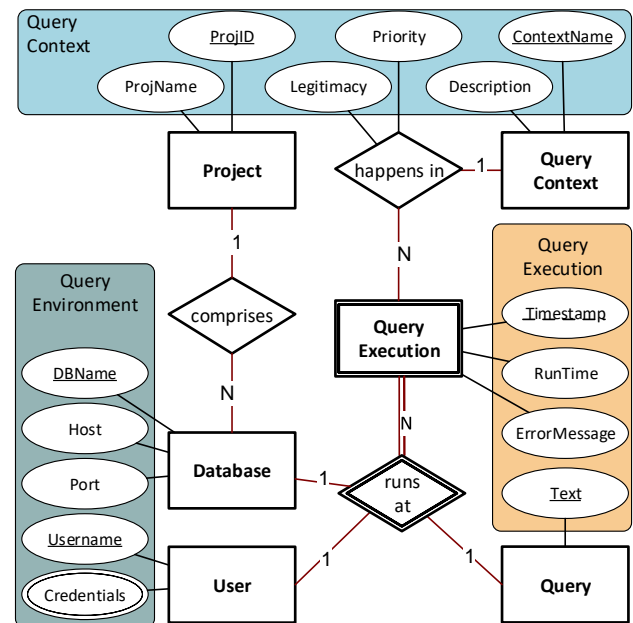 Query
Context
ProjID
Priority
ContextName
ProjName
Legitimacy
Description
Project
happens in
1
Query
Context
1
N
Query
Environment
Query
Execution
comprises
Query
Execution
Timestamp
RunTime
DBName
N
N
ErrorMessage
Host
Database
1
runs
at
Port
Text
Username
1
1
Credentials
User
Query